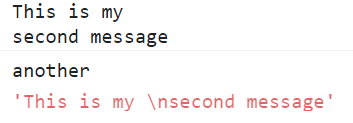 This is my
second message
another
'This is my \nsecond message'